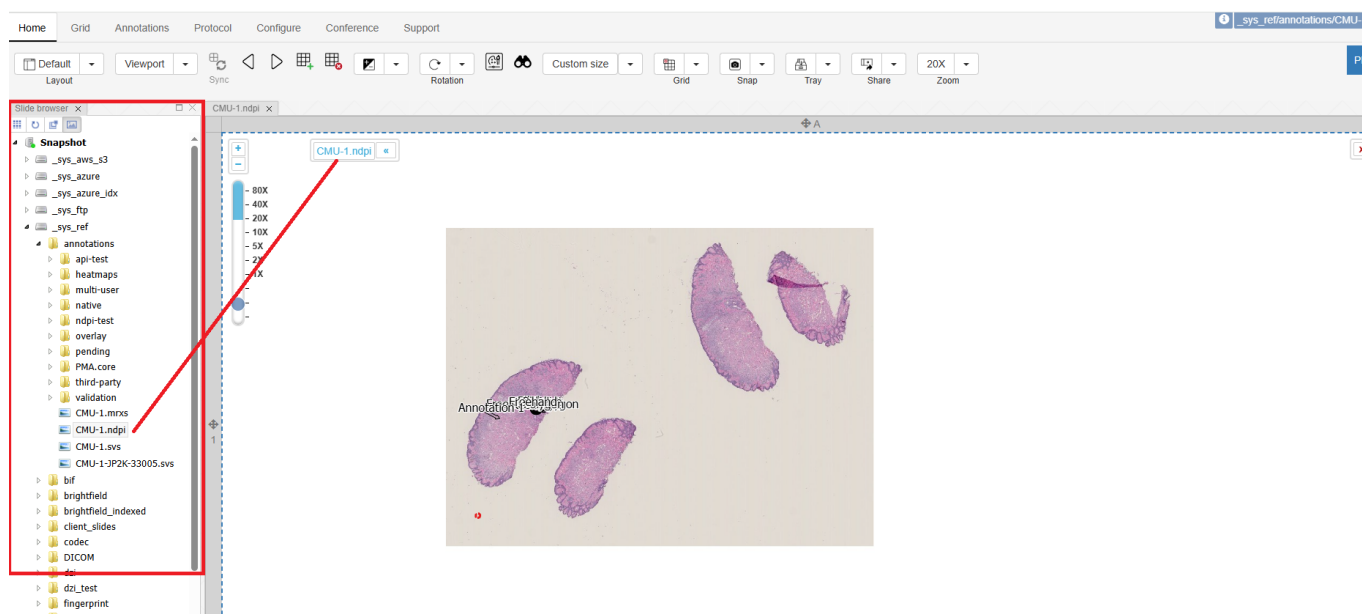 Home Grid Annotations Protocol Configure Conference Support
_sys_ref/annotations/CMU-
Default Viewport Custom size 20X
Layout Sync Rotation Grid Snap Tray Share Zoom
Slide browser x
CMU-1.ndpi x
A
Snapshot
_sys_aws_s3
_sys_azure
_sys_azure_idx
_sys_ftp
_sys_ref
annotations
api-test
heatmaps
multi-user
native
ndpi-test
overlay
pending
PMA.core
third-party
validation
CMU-1.mrxs
CMU-1.ndpi
CMU-1.svs
CMU-1-JP2K-33005.svs
bif
brightfield
brightfield_indexed
client_slides
codec
DICOM
dzi
dzi_test
fingerprint
1
+
−
CMU-1.ndpi «
80X
40X
20X
10X
5X
2X
1X
Annotation 1
Freehand